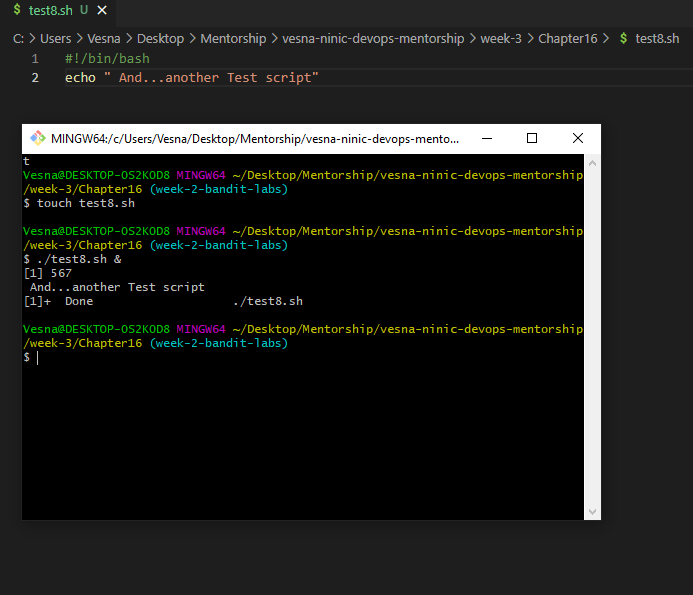 $ test8.sh U ×
C: > Users > Vesna > Desktop > Mentorship > vesna-ninic-devops-mentorship > week-3 > Chapter16 > $ test8.sh
1 #!/bin/bash
2 echo " And...another Test script"
MINGW64:/c/Users/Vesna/Desktop/Mentorship/vesna-ninic-devops-mento...
t
Vesna@DESKTOP-OS2KOD8 MINGW64 ~/Desktop/Mentorship/vesna-ninic-devops-mentorship
/week-3/Chapter16 (week-2-bandit-labs)
$ touch test8.sh
Vesna@DESKTOP-OS2KOD8 MINGW64 ~/Desktop/Mentorship/vesna-ninic-devops-mentorship
/week-3/Chapter16 (week-2-bandit-labs)
$ ./test8.sh &
[1] 567
 And...another Test script
[1]+  Done                    ./test8.sh
Vesna@DESKTOP-OS2KOD8 MINGW64 ~/Desktop/Mentorship/vesna-ninic-devops-mentorship
/week-3/Chapter16 (week-2-bandit-labs)
$